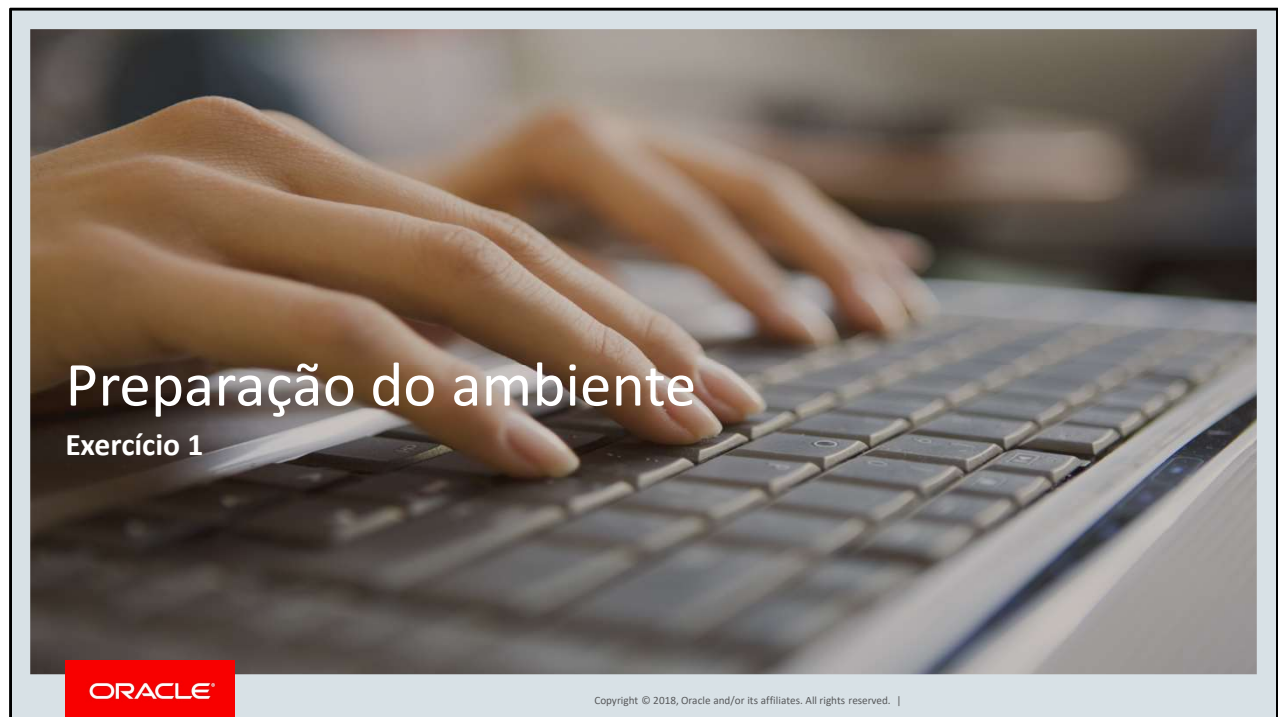 Preparação do ambiente
Exercício 1
ORACLE®
Copyright © 2018, Oracle and/or its affiliates. All rights reserved. |